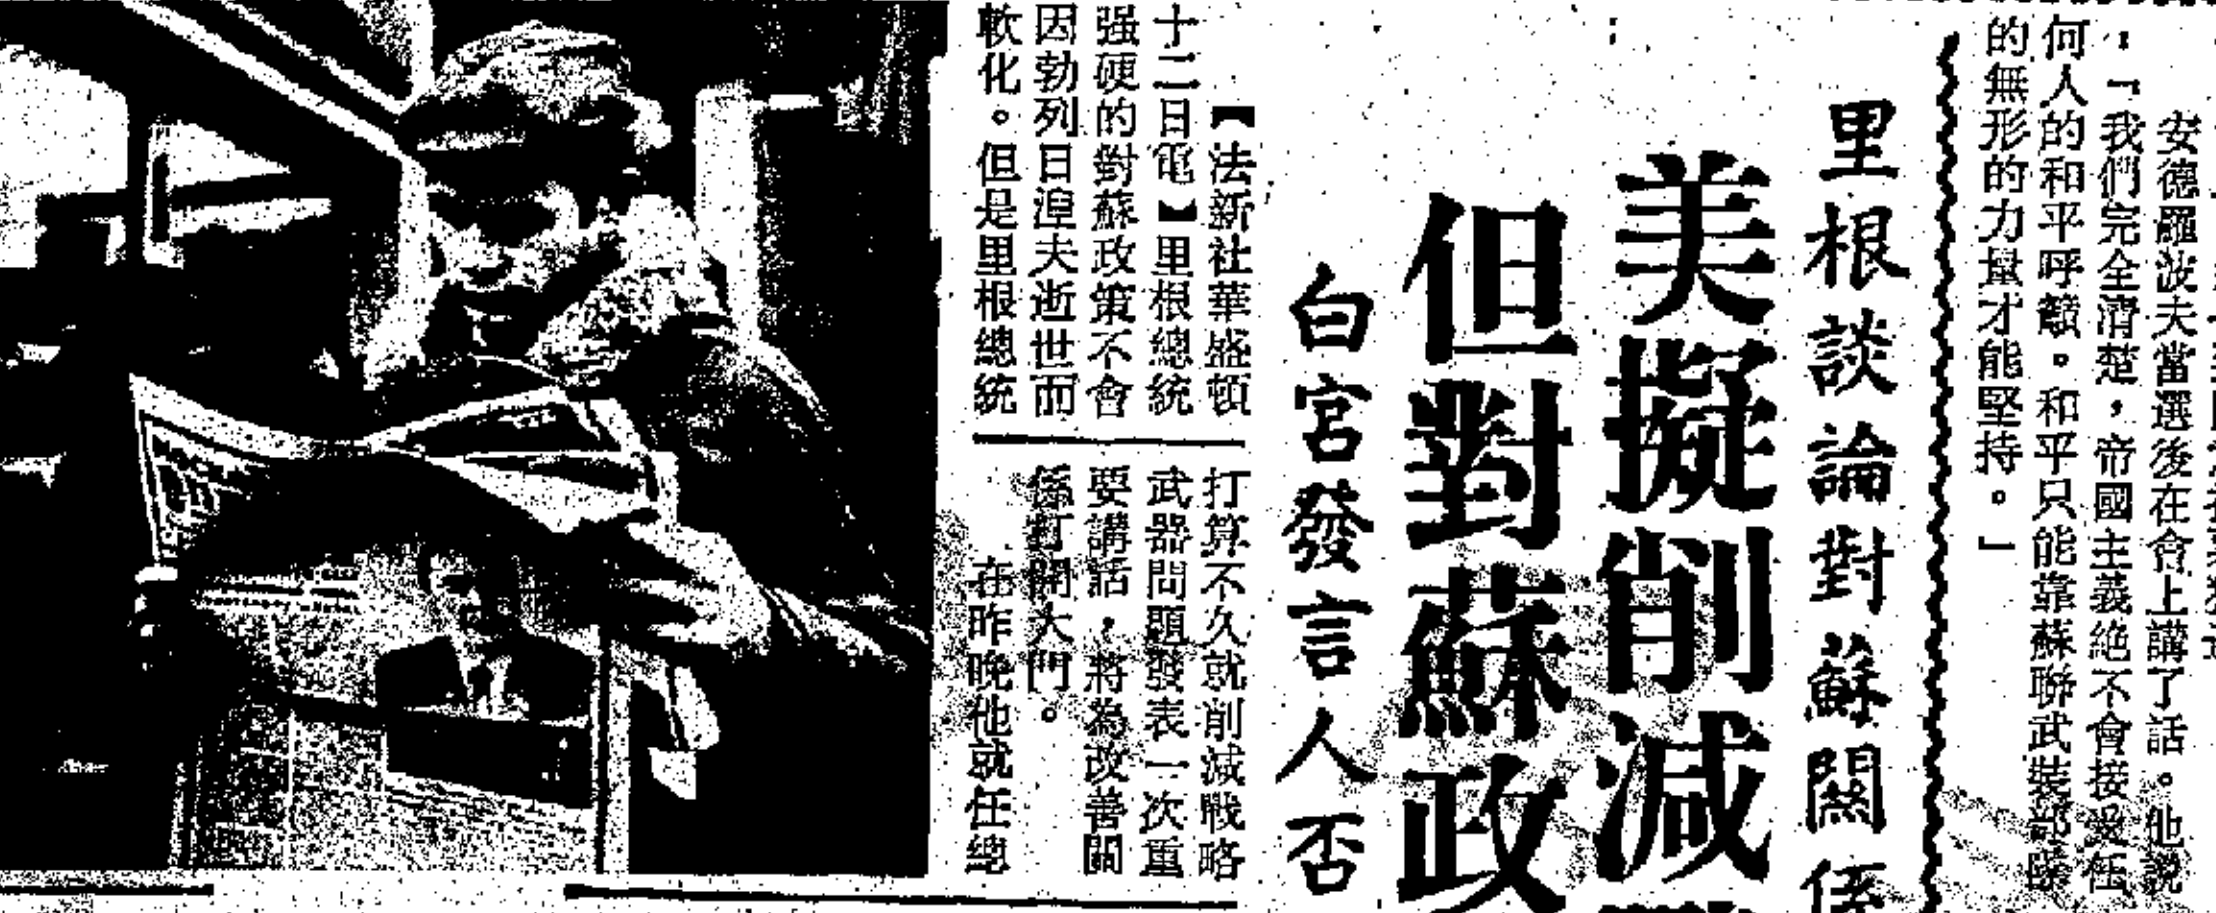 安德羅波夫當選後在會上講了話。他說
，「我們完全清楚，帝國主義絕不會接受任
何人的和平呼籲。和平只能靠蘇聯武裝部隊
的無形的力量才能堅持。」
里根談論對蘇關係
美擬削減
但對蘇政
白宮發言人否
【法新社華盛頓
十二日電】里根總統
强硬的對蘇政策不會
因勃列日湼夫逝世而
軟化。但是里根總統
打算不久就削減戰略
武器問題發表一次重
要講話，將為改善關
係打開大門。
在昨晚他就任總